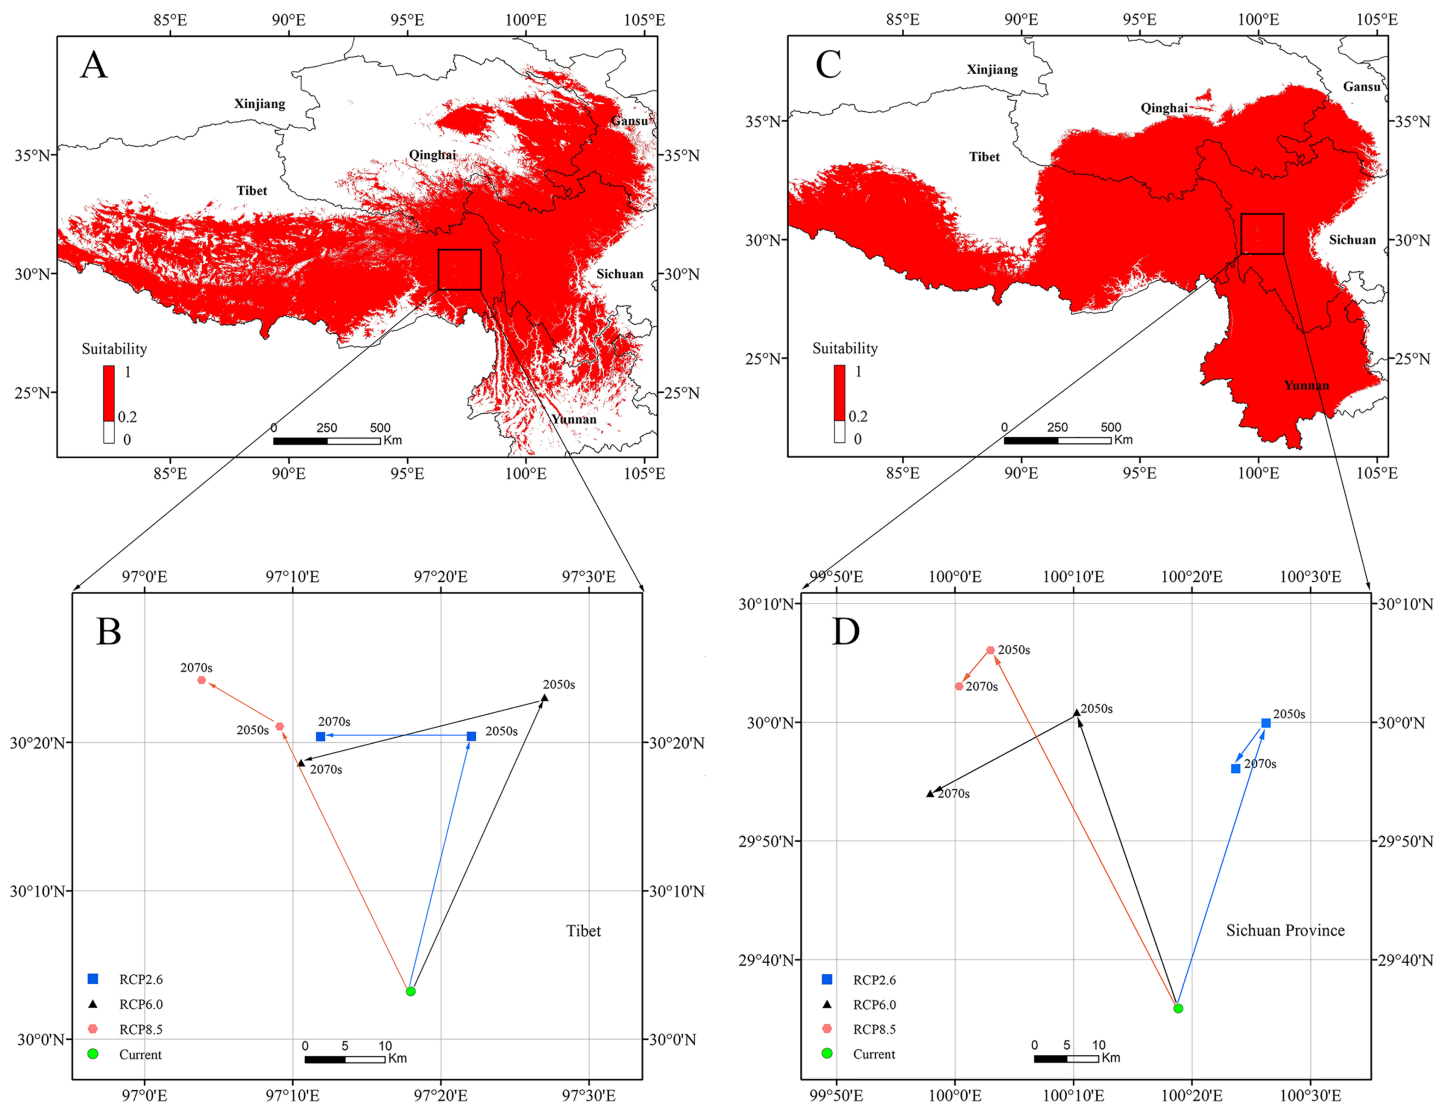 85°E 90°E 95°E 100°E 105°E
A
Xinjiang
Gansu
Qinghai
Tibet
Sichuan
Yunnan
35°N
30°N
25°N
Suitability
1
0.2
0
0 250 500
Km
85°E 90°E 95°E 100°E 105°E
85°E 90°E 95°E 100°E 105°E
C
Xinjiang
Gansu
Qinghai
Tibet
Sichuan
Yunnan
35°N
30°N
25°N
Suitability
1
0.2
0
0 250 500
Km
85°E 90°E 95°E 100°E 105°E
97°0'E 97°10'E 97°20'E 97°30'E
B
2070s
2050s
2070s
2050s
2050s
2070s
30°20'N 30°20'N
30°10'N 30°10'N
30°0'N 30°0'N
Tibet
RCP2.6
RCP6.0
RCP8.5
Current
0 5 10
Km
97°0'E 97°10'E 97°20'E 97°30'E
99°50'E 100°0'E 100°10'E 100°20'E 100°30'E
D
2050s
2070s
2050s
2070s
2050s
2070s
30°10'N 30°10'N
30°0'N 30°0'N
29°50'N 29°50'N
29°40'N 29°40'N
Sichuan Province
RCP2.6
RCP6.0
RCP8.5
Current
0 5 10
Km
99°50'E 100°0'E 100°10'E 100°20'E 100°30'E